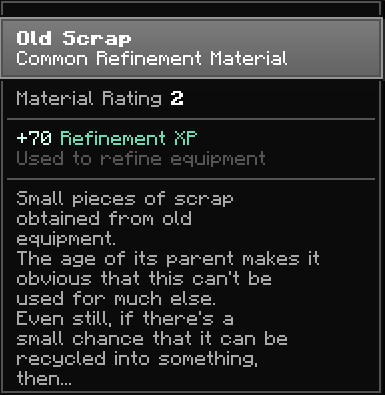 Old Scrap
Common Refinement Material
Material Rating 2
+70 Refinement XP
Used to refine equipment
Small pieces of scrap
obtained from old
equipment.
The age of its parent makes it
obvious that this can't be
used for much else.
Even still, if there's a
small chance that it can be
recycled into something,
then...